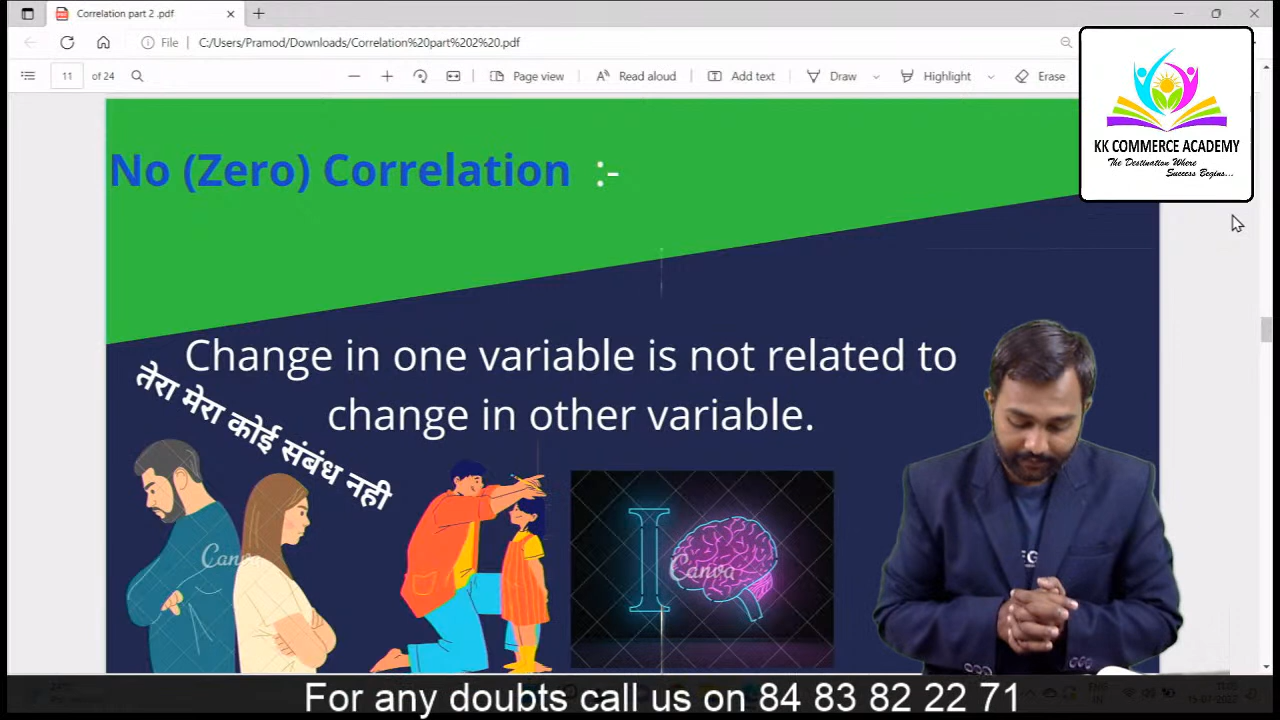 Correlation part 2 .pdf
File
C:/Users/Pramod/Downloads/Correlation%20part%202%20.pdf
11 of 24
Page view
Read aloud
Add text
Draw
Highlight
Erase
KK COMMERCE ACADEMY
The Destination Where
Success Begins...
No (Zero) Correlation :-
Change in one variable is not related to
change in other variable.
तेरा मेरा कोई संबंध नही
Canva
I
Canva
For any doubts call us on 84 83 82 22 71